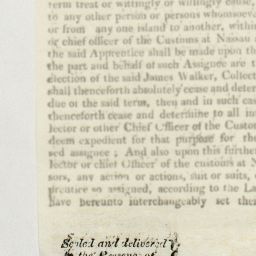 term treat or wittingly or willingly cause,
to any other person or persons whomsoev
or from any one island to another, within
or chief officer of the Customs at Nassau
the said Apprentice shall be made upon th
the part and behalf of such Assignee are t
election of the said James Walker, Collect
shall thenceforth absolutely cease and deter
due of the said term, then and in such cas
thenceforth cease and determine to all in
lector or other Chief Officer of the Custo
deem expedient for that purpose for the
sed assignee; And also upon this further
lector or chief Officer of the customs at N
sors, any action or actions, suit or suits,
prentice so assigned, according to the La
have hereunto interchangeably set the
Sealed and delivered
in the Presence of